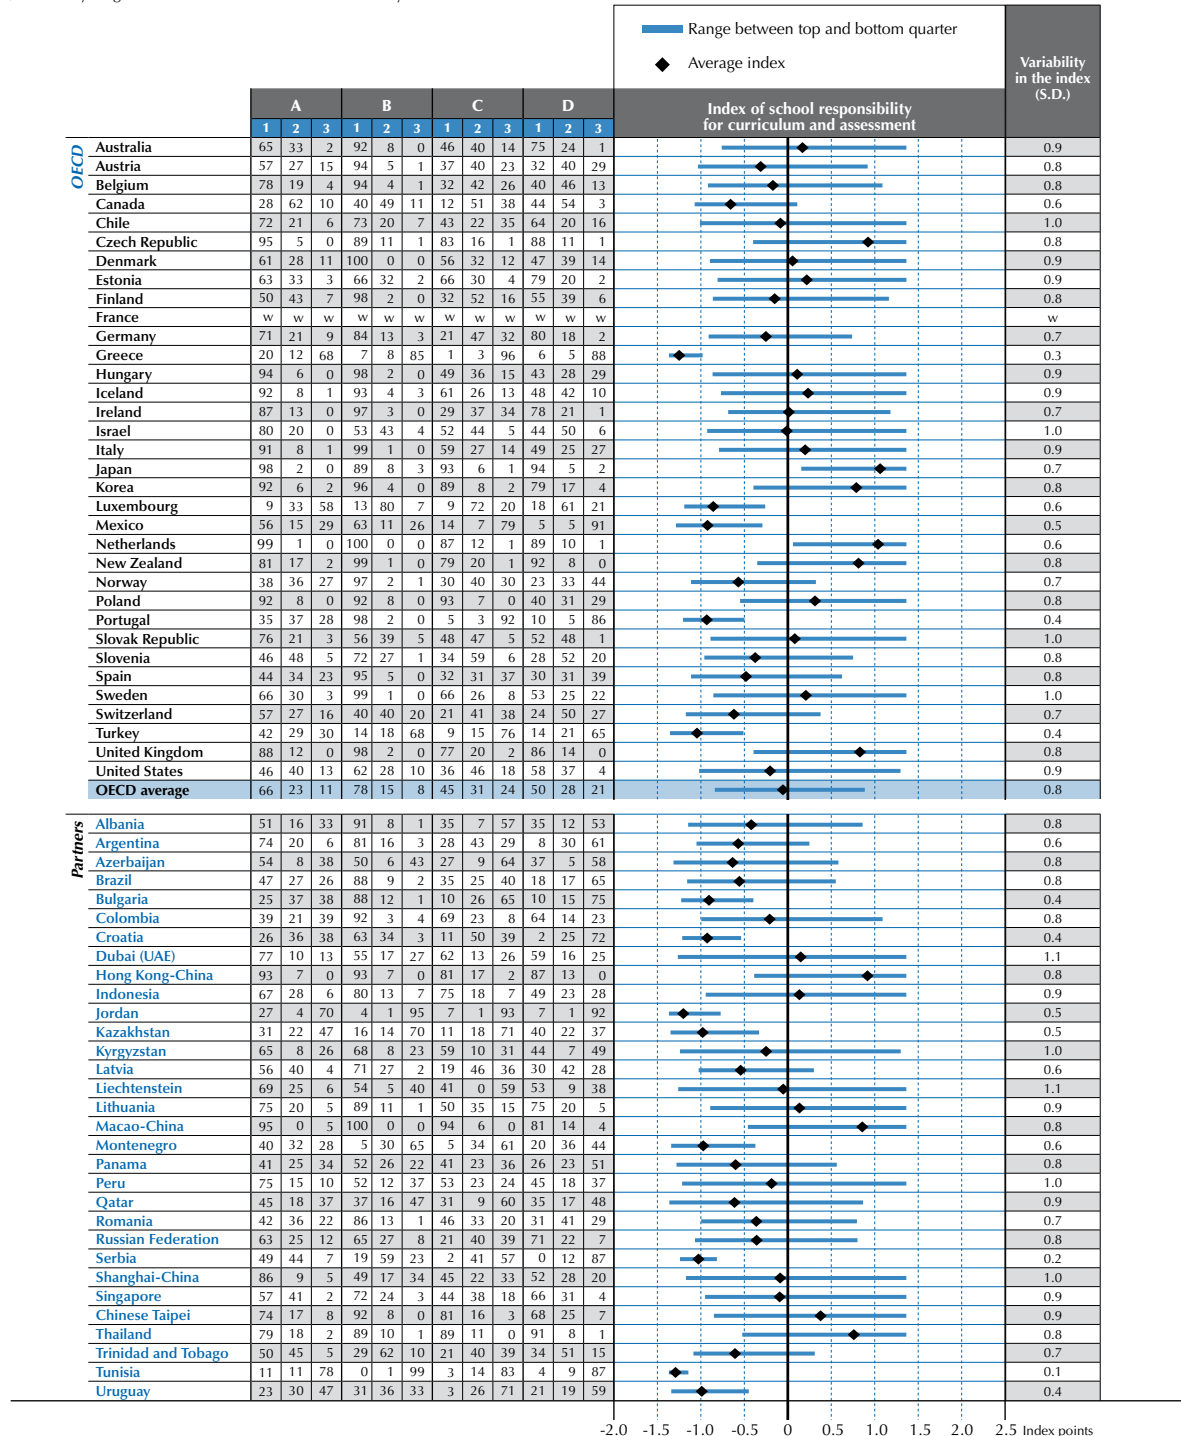 Range between top and bottom quarter
Average index
Variability
in the index
(S.D.)
A B C D
Index of school responsibility
for curriculum and assessment
1 2 3 1 2 3 1 2 3 1 2 3
OECD
Australia 65 33 2 92 8 0 46 40 14 75 24 1 0.9
Austria 57 27 15 94 5 1 37 40 23 32 40 29 0.8
Belgium 78 19 4 94 4 1 32 42 26 40 46 13 0.8
Canada 28 62 10 40 49 11 12 51 38 44 54 3 0.6
Chile 72 21 6 73 20 7 43 22 35 64 20 16 1.0
Czech Republic 95 5 0 89 11 1 83 16 1 88 11 1 0.8
Denmark 61 28 11 100 0 0 56 32 12 47 39 14 0.9
Estonia 63 33 3 66 32 2 66 30 4 79 20 2 0.9
Finland 50 43 7 98 2 0 32 52 16 55 39 6 0.8
France w w w w w w w w w w w w w
Germany 71 21 9 84 13 3 21 47 32 80 18 2 0.7
Greece 20 12 68 7 8 85 1 3 96 6 5 88 0.3
Hungary 94 6 0 98 2 0 49 36 15 43 28 29 0.9
Iceland 92 8 1 93 4 3 61 26 13 48 42 10 0.9
Ireland 87 13 0 97 3 0 29 37 34 78 21 1 0.7
Israel 80 20 0 53 43 4 52 44 5 44 50 6 1.0
Italy 91 8 1 99 1 0 59 27 14 49 25 27 0.9
Japan 98 2 0 89 8 3 93 6 1 94 5 2 0.7
Korea 92 6 2 96 4 0 89 8 2 79 17 4 0.8
Luxembourg 9 33 58 13 80 7 9 72 20 18 61 21 0.6
Mexico 56 15 29 63 11 26 14 7 79 5 5 91 0.5
Netherlands 99 1 0 100 0 0 87 12 1 89 10 1 0.6
New Zealand 81 17 2 99 1 0 79 20 1 92 8 0 0.8
Norway 38 36 27 97 2 1 30 40 30 23 33 44 0.7
Poland 92 8 0 92 8 0 93 7 0 40 31 29 0.8
Portugal 35 37 28 98 2 0 5 3 92 10 5 86 0.4
Slovak Republic 76 21 3 56 39 5 48 47 5 52 48 1 1.0
Slovenia 46 48 5 72 27 1 34 59 6 28 52 20 0.8
Spain 44 34 23 95 5 0 32 31 37 30 31 39 0.8
Sweden 66 30 3 99 1 0 66 26 8 53 25 22 1.0
Switzerland 57 27 16 40 40 20 21 41 38 24 50 27 0.7
Turkey 42 29 30 14 18 68 9 15 76 14 21 65 0.4
United Kingdom 88 12 0 98 2 0 77 20 2 86 14 0 0.8
United States 46 40 13 62 28 10 36 46 18 58 37 4 0.9
OECD average 66 23 11 78 15 8 45 31 24 50 28 21 0.8
Partners
Albania 51 16 33 91 8 1 35 7 57 35 12 53 0.8
Argentina 74 20 6 81 16 3 28 43 29 8 30 61 0.6
Azerbaijan 54 8 38 50 6 43 27 9 64 37 5 58 0.8
Brazil 47 27 26 88 9 2 35 25 40 18 17 65 0.8
Bulgaria 25 37 38 88 12 1 10 26 65 10 15 75 0.4
Colombia 39 21 39 92 3 4 69 23 8 64 14 23 0.8
Croatia 26 36 38 63 34 3 11 50 39 2 25 72 0.4
Dubai (UAE) 77 10 13 55 17 27 62 13 26 59 16 25 1.1
Hong Kong-China 93 7 0 93 7 0 81 17 2 87 13 0 0.8
Indonesia 67 28 6 80 13 7 75 18 7 49 23 28 0.9
Jordan 27 4 70 4 1 95 7 1 93 7 1 92 0.5
Kazakhstan 31 22 47 16 14 70 11 18 71 40 22 37 0.5
Kyrgyzstan 65 8 26 68 8 23 59 10 31 44 7 49 1.0
Latvia 56 40 4 71 27 2 19 46 36 30 42 28 0.6
Liechtenstein 69 25 6 54 5 40 41 0 59 53 9 38 1.1
Lithuania 75 20 5 89 11 1 50 35 15 75 20 5 0.9
Macao-China 95 0 5 100 0 0 94 6 0 81 14 4 0.8
Montenegro 40 32 28 5 30 65 5 34 61 20 36 44 0.6
Panama 41 25 34 52 26 22 41 23 36 26 23 51 0.8
Peru 75 15 10 52 12 37 53 23 24 45 18 37 1.0
Qatar 45 18 37 37 16 47 31 9 60 35 17 48 0.9
Romania 42 36 22 86 13 1 46 33 20 31 41 29 0.7
Russian Federation 63 25 12 65 27 8 21 40 39 71 22 7 0.8
Serbia 49 44 7 19 59 23 2 41 57 0 12 87 0.2
Shanghai-China 86 9 5 49 17 34 45 22 33 52 28 20 1.0
Singapore 57 41 2 72 24 3 44 38 18 66 31 4 0.9
Chinese Taipei 74 17 8 92 8 0 81 16 3 68 25 7 0.9
Thailand 79 18 2 89 10 1 89 11 0 91 8 1 0.8
Trinidad and Tobago 50 45 5 29 62 10 21 40 39 34 51 15 0.7
Tunisia 11 11 78 0 1 99 3 14 83 4 9 87 0.1
Uruguay 23 30 47 31 36 33 3 26 71 21 19 59 0.4
-2.0 -1.5 -1.0 -0.5 0 0.5 1.0 1.5 2.0 2.5 Index points